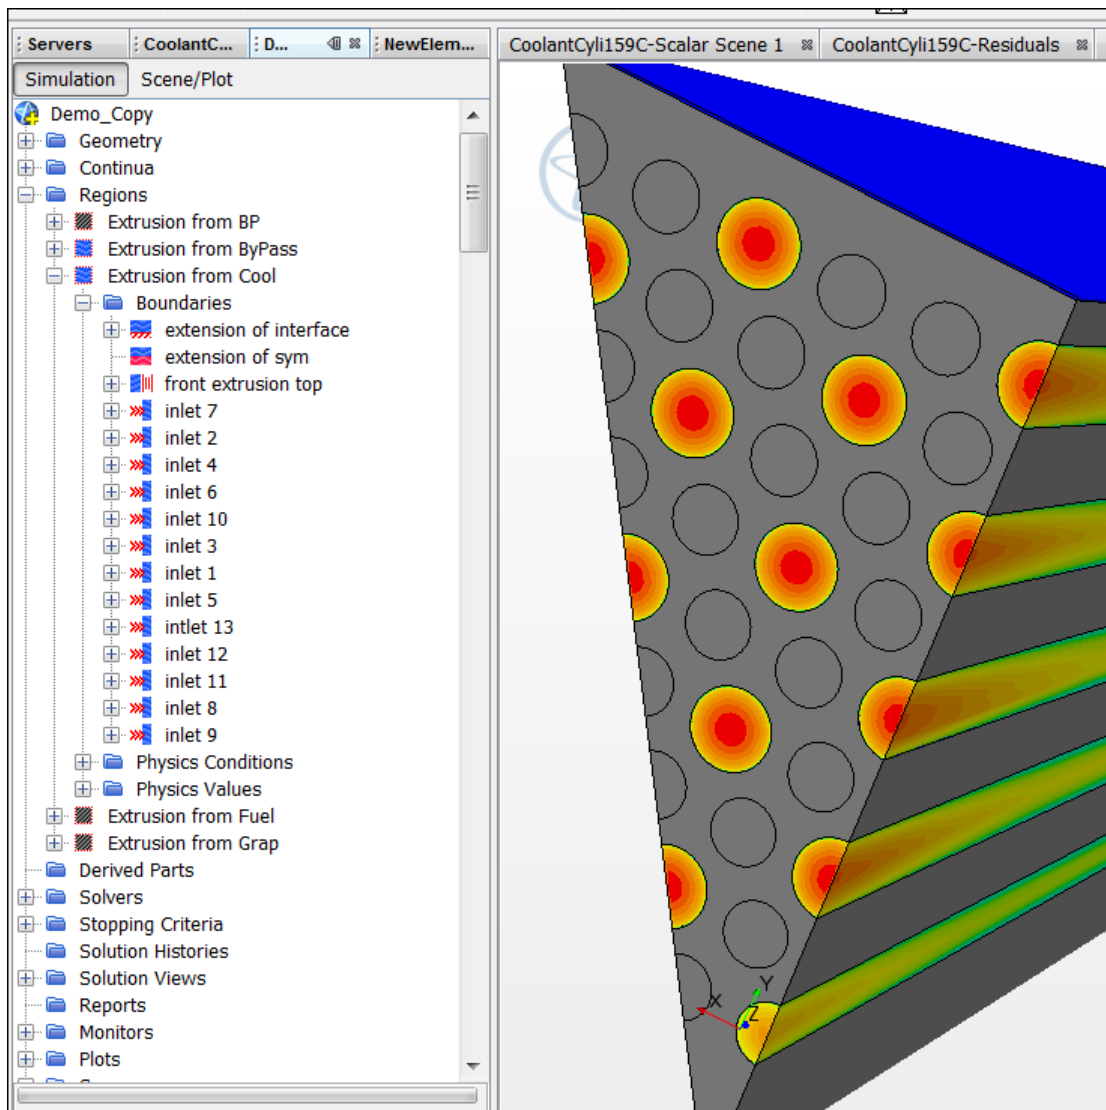 Servers
CoolantC...
D...
NewElem...
CoolantCyli159C-Scalar Scene 1
CoolantCyli159C-Residuals
Simulation
Scene/Plot
Demo_Copy
Geometry
Continua
Regions
Extrusion from BP
Extrusion from ByPass
Extrusion from Cool
Boundaries
extension of interface
extension of sym
front extrusion top
inlet 7
inlet 2
inlet 4
inlet 6
inlet 10
inlet 3
inlet 1
inlet 5
intlet 13
inlet 12
inlet 11
inlet 8
inlet 9
Physics Conditions
Physics Values
Extrusion from Fuel
Extrusion from Grap
Derived Parts
Solvers
Stopping Criteria
Solution Histories
Solution Views
Reports
Monitors
Plots
X
Y
Z